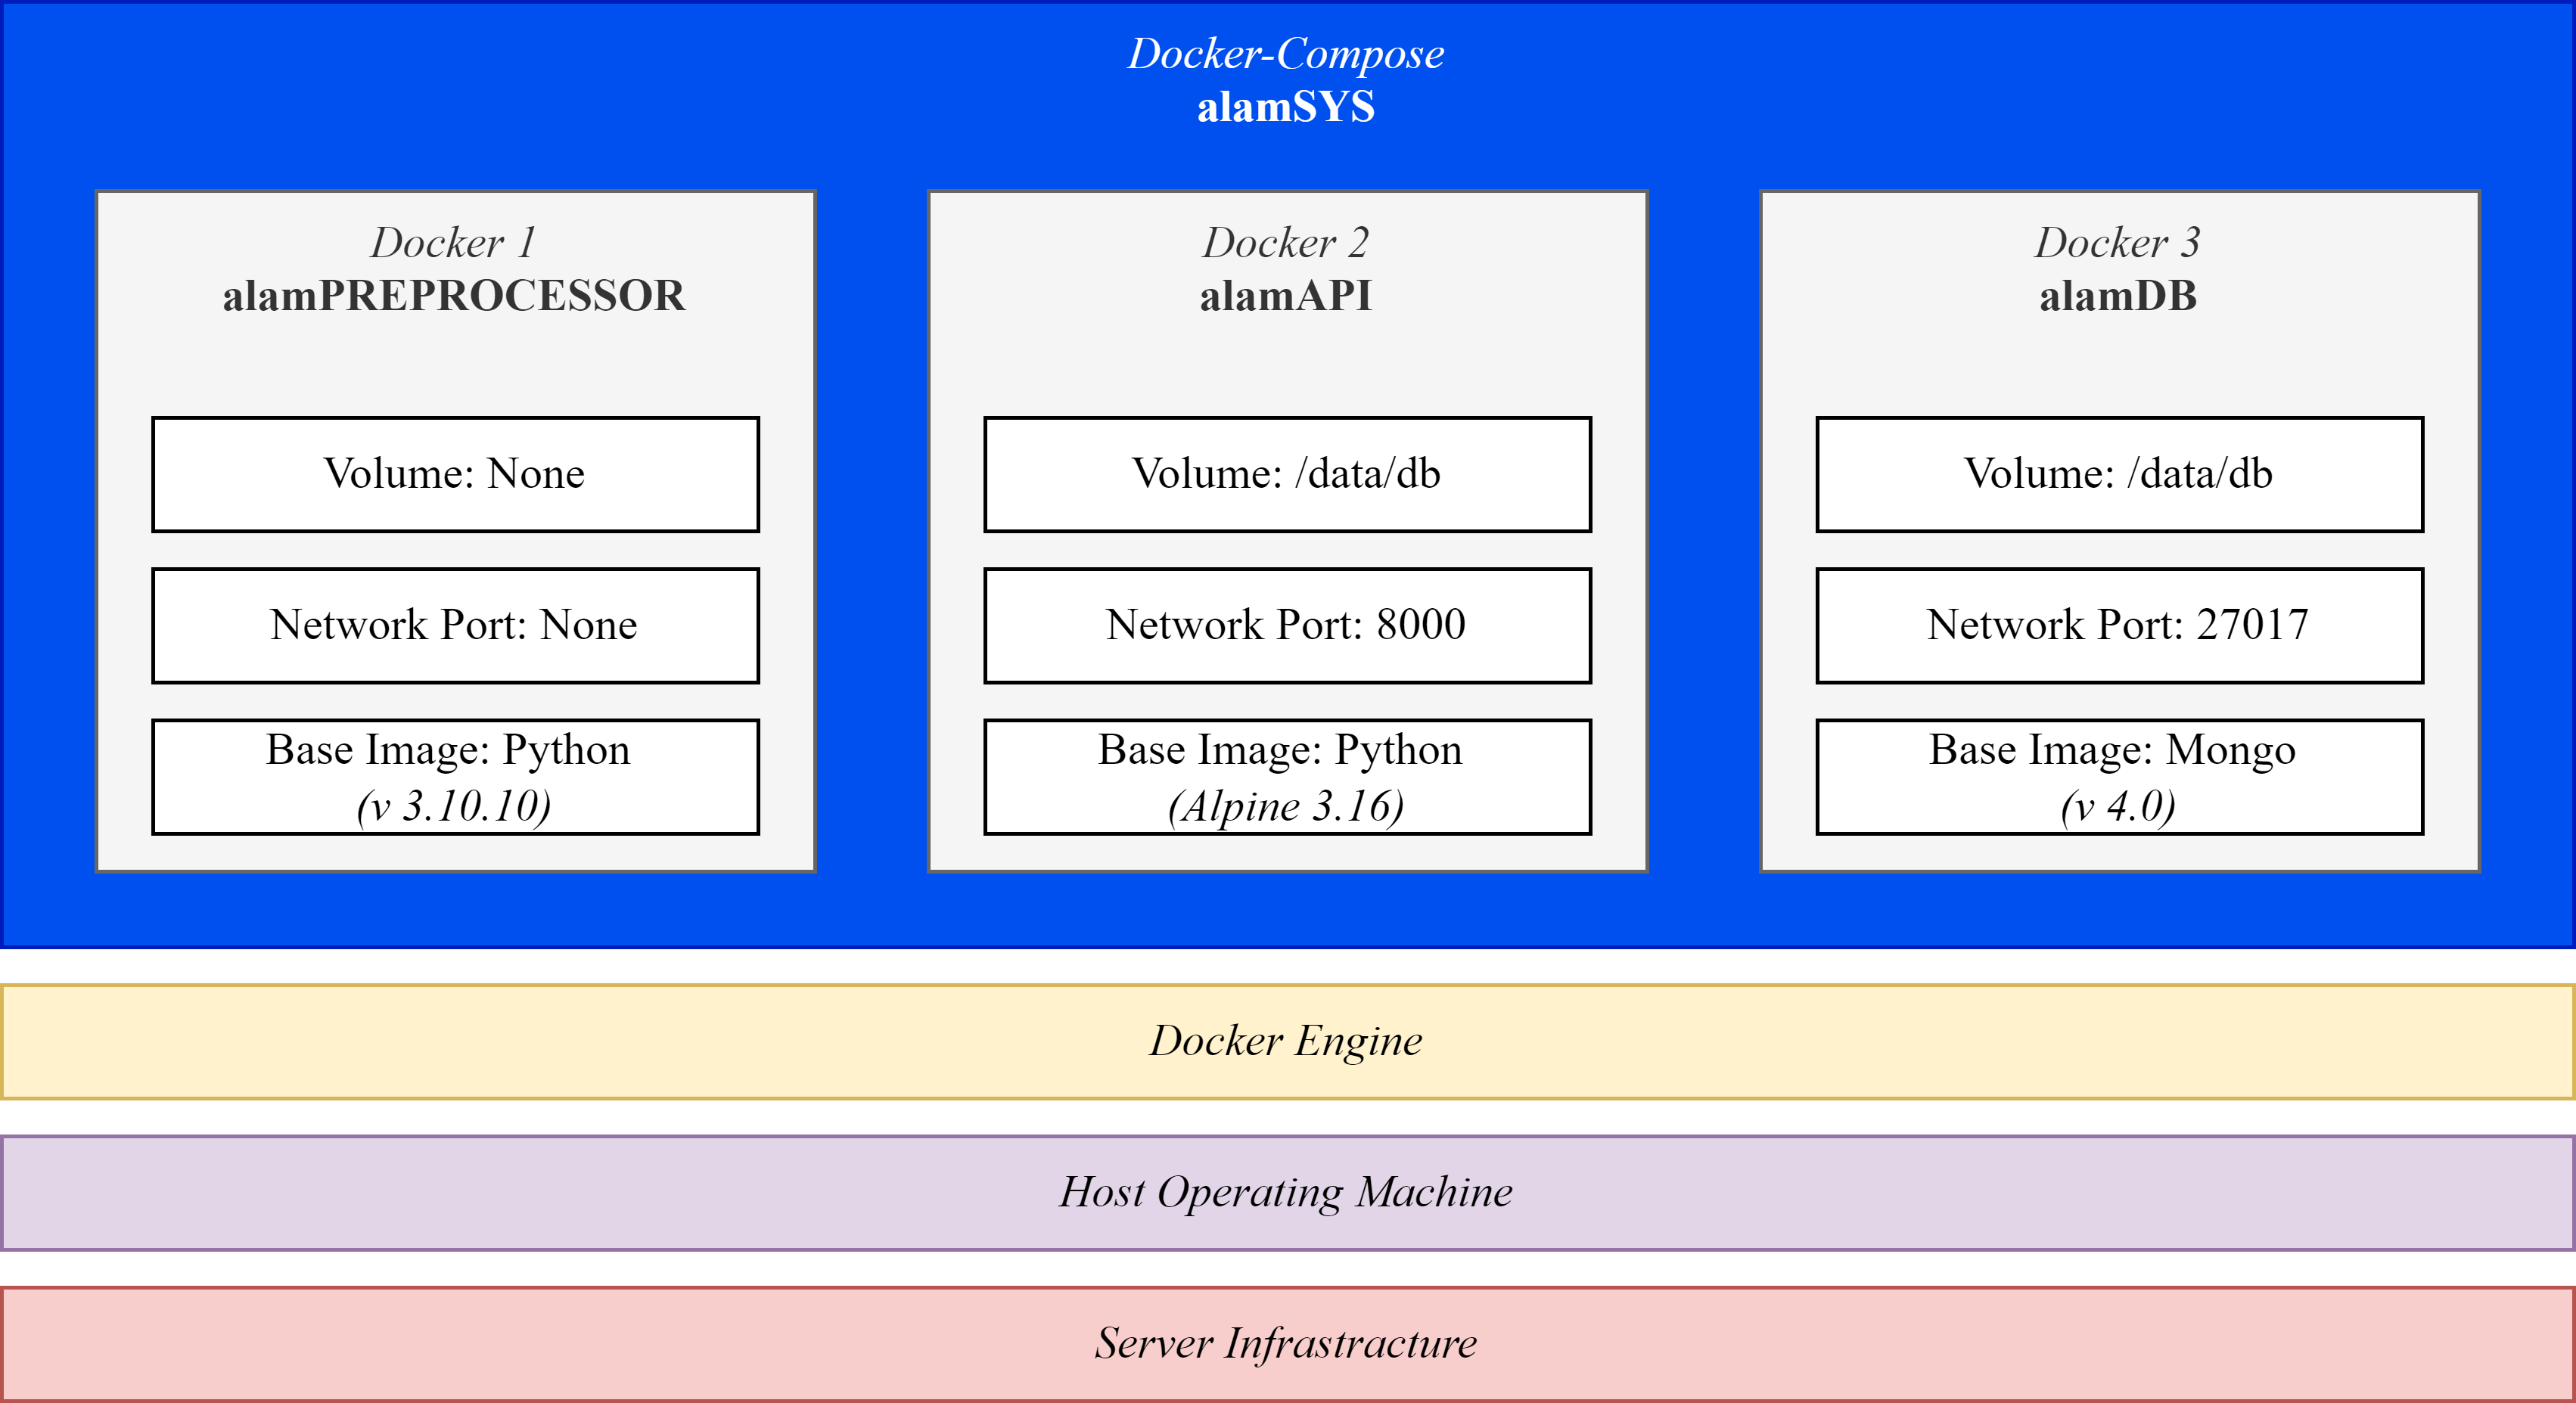 Docker-Compose
alamSYS
Docker 1
alamPREPROCESSOR
Volume: None
Network Port: None
Base Image: Python
(v 3.10.10)
Docker 2
alamAPI
Volume: /data/db
Network Port: 8000
Base Image: Python
(Alpine 3.16)
Docker 3
alamDB
Volume: /data/db
Network Port: 27017
Base Image: Mongo
(v 4.0)
Docker Engine
Host Operating Machine
Server Infrastracture